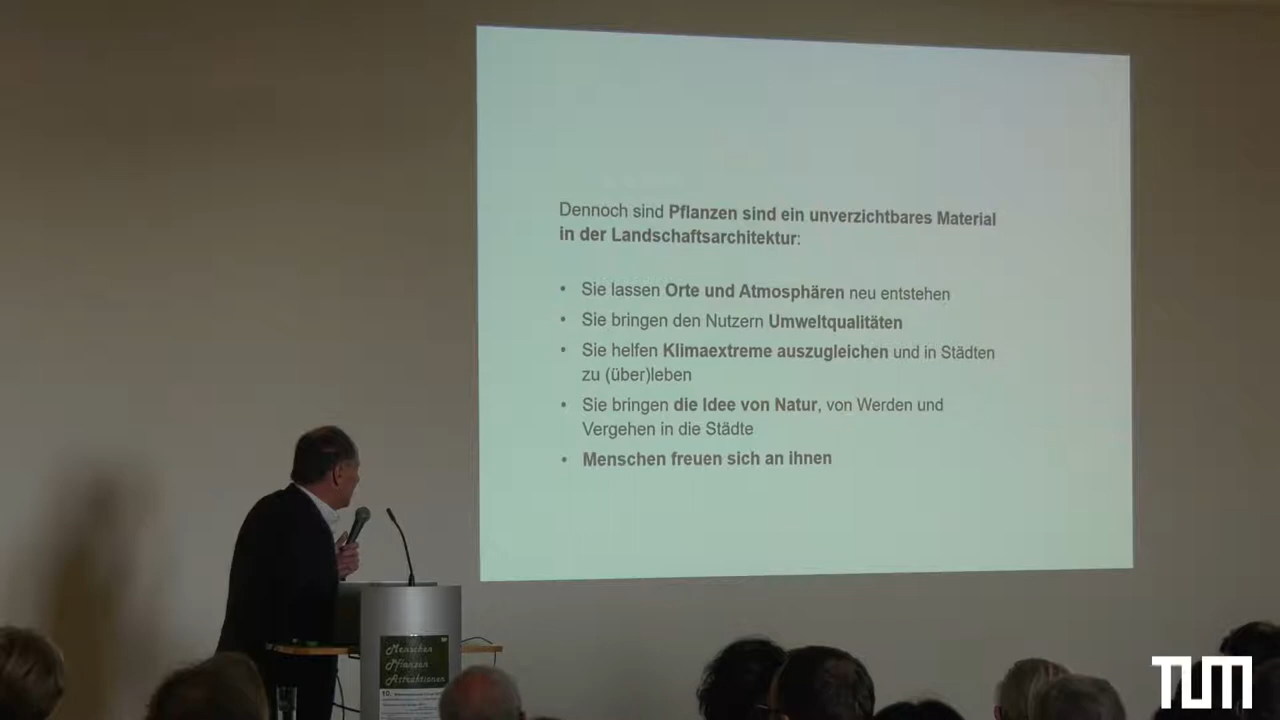 Dennoch sind Pflanzen sind ein unverzichtbares Material
in der Landschaftsarchitektur:
• Sie lassen Orte und Atmosphären neu entstehen
• Sie bringen den Nutzern Umweltqualitäten
• Sie helfen Klimaextreme auszugleichen und in Städten
zu (über)leben
• Sie bringen die Idee von Natur, von Werden und
Vergehen in die Städte
• Menschen freuen sich an ihnen
Menschen
Pflanzen
Attraktionen
10.
TUM